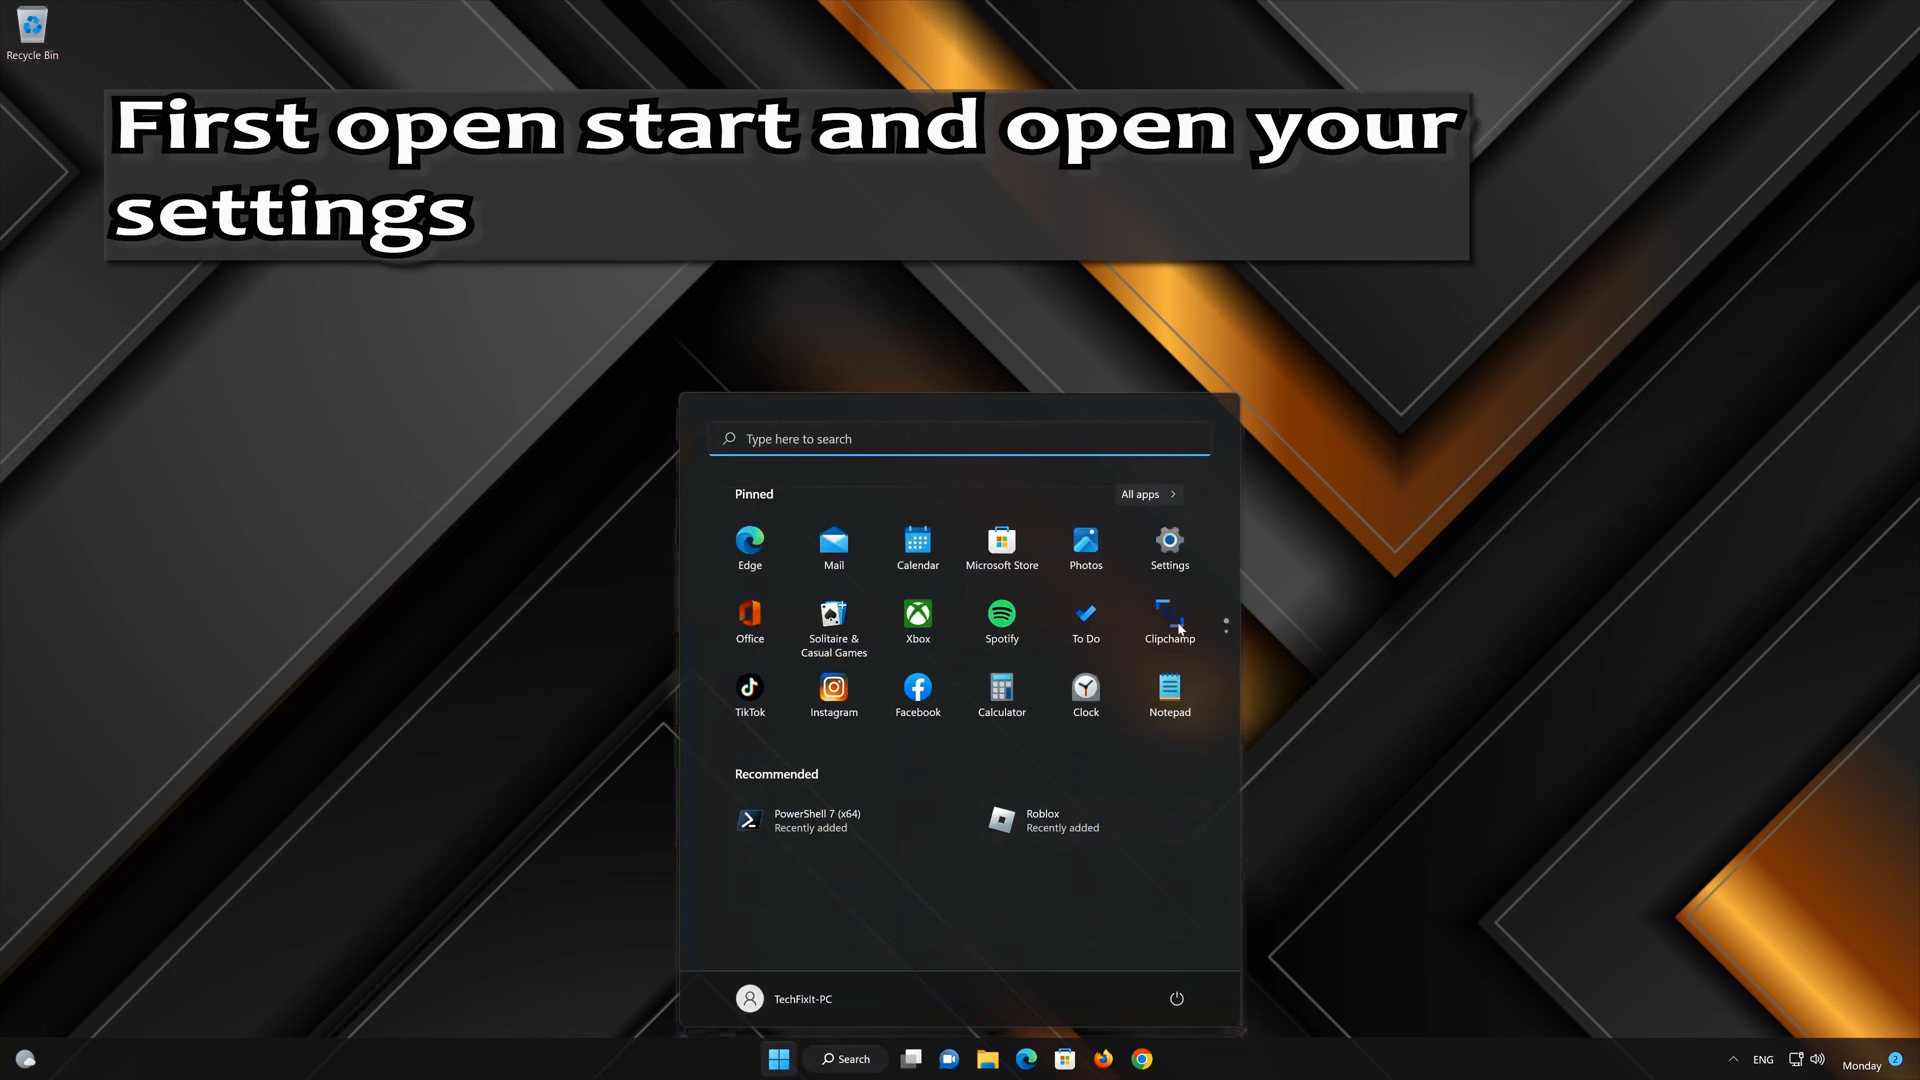 Recycle Bin
First open start and open your
settings
Type here to search
Pinned
All apps
Edge
Mail
Calendar
Microsoft Store
Photos
Settings
Office
Solitaire &
Casual Games
Xbox
Spotify
To Do
Clipchamp
TikTok
Instagram
Facebook
Calculator
Clock
Notepad
Recommended
PowerShell 7 (x64)
Recently added
Roblox
Recently added
TechFixIt-PC
Search
ENG
Monday
2